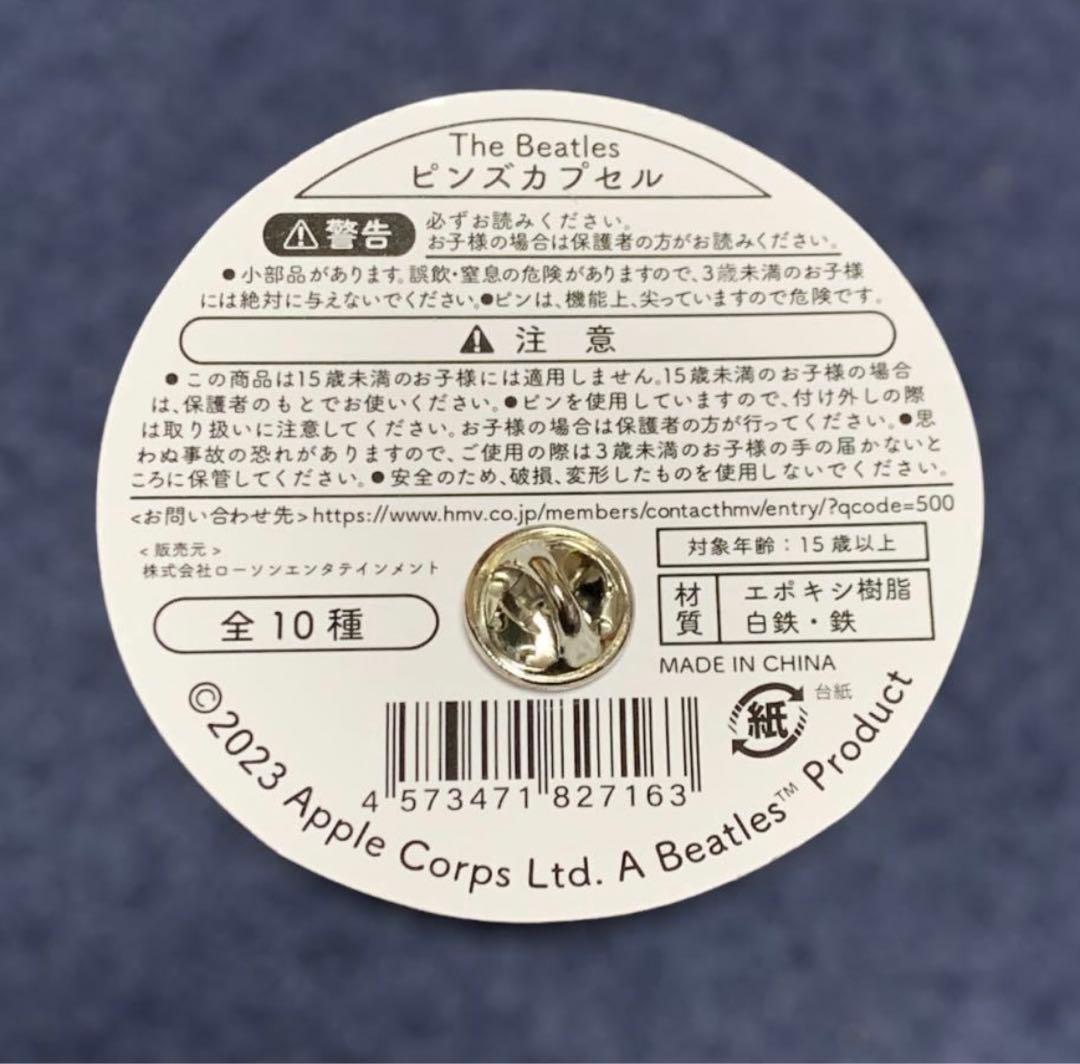 The Beatles
ピンズカプセル
警告
必ずお読みください。
お子様の場合は保護者の方がお読みください。
●小部品があります。誤飲・窒息の危険がありますので、3歳未満のお子様
には絶対に与えないでください。●ピンは、機能上、尖っていますので危険です。
注 意
●この商品は15歳未満のお子様には適用しません。15歳未満のお子様の場合
は、保護者のもとでお使いください。●ピンを使用していますので、付け外しの際
は取り扱いに注意してください。お子様の場合は保護者の方が行ってください。●思
わぬ事故の恐れがありますので、ご使用の際は3歳未満のお子様の手の届かないと
ころに保管してください。●安全のため、破損、変形したものを使用しないでください。
<お問い合わせ先>https://www.hmv.co.jp/members/contacthmv/entry/?qcode=500
<販売元>
株式会社ローソンエンタテインメント
対象年齢：15歳以上
全10種
材質
エポキシ樹脂
白鉄・鉄
MADE IN CHINA
紙
台紙
4 573471 827163
©2023 Apple Corps Ltd. A Beatles™ Product